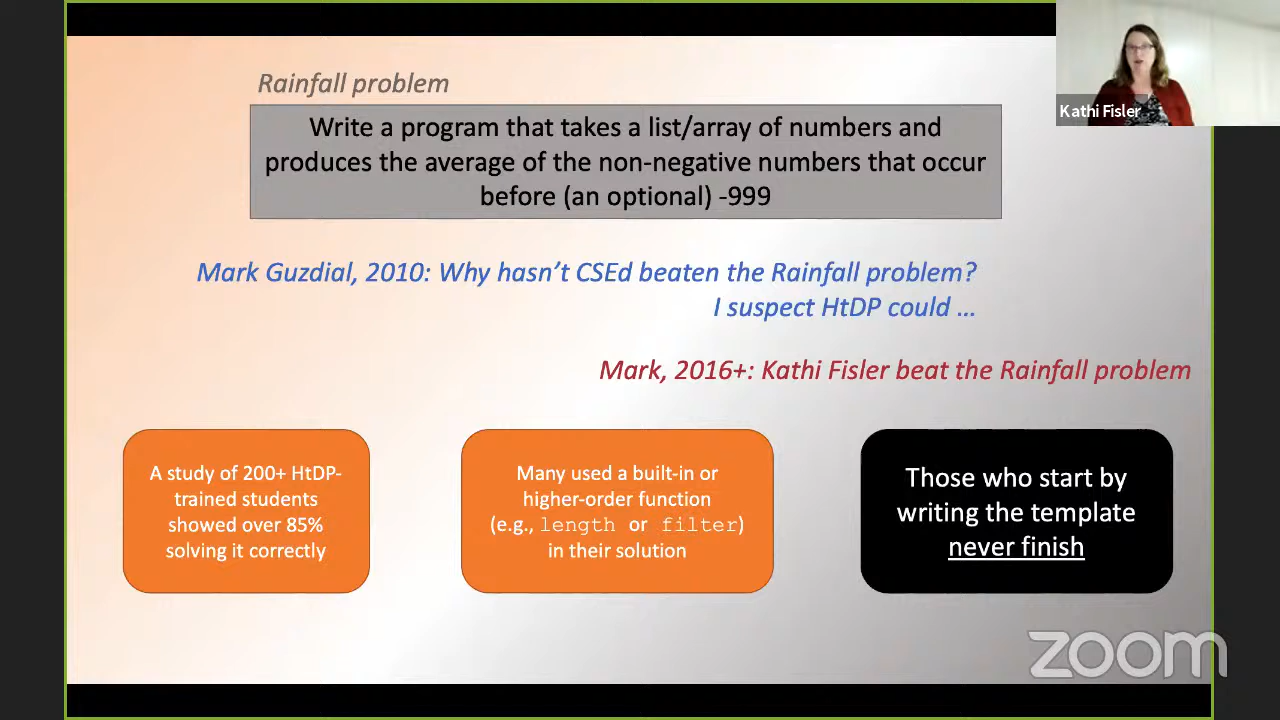 Rainfall problem
Write a program that takes a list/array of numbers and
produces the average of the non-negative numbers that occur
before (an optional) -999
Kathi Fisler
Mark Guzdial, 2010: Why hasn't CSEd beaten the Rainfall problem?
I suspect HtDP could …
Mark, 2016+: Kathi Fisler beat the Rainfall problem
A study of 200+ HtDP-
trained students
showed over 85%
solving it correctly
Many used a built-in or
higher-order function
(e.g., length or filter)
in their solution
Those who start by
writing the template
never finish
zoom